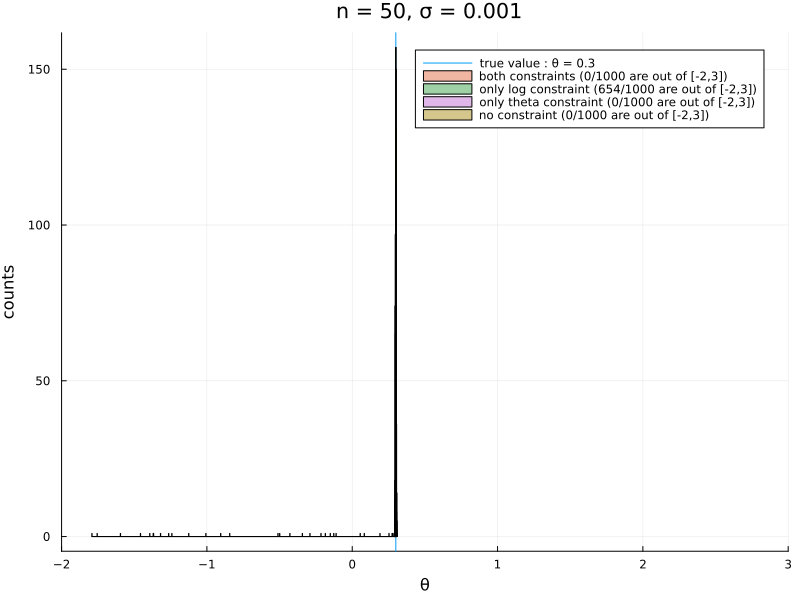 n = 50, σ = 0.001
true value : θ = 0.3
both constraints (0/1000 are out of [-2,3])
only log constraint (654/1000 are out of [-2,3])
only theta constraint (0/1000 are out of [-2,3])
no constraint (0/1000 are out of [-2,3])
150
100
50
0
counts
−2 −1 0 1 2 3
θ